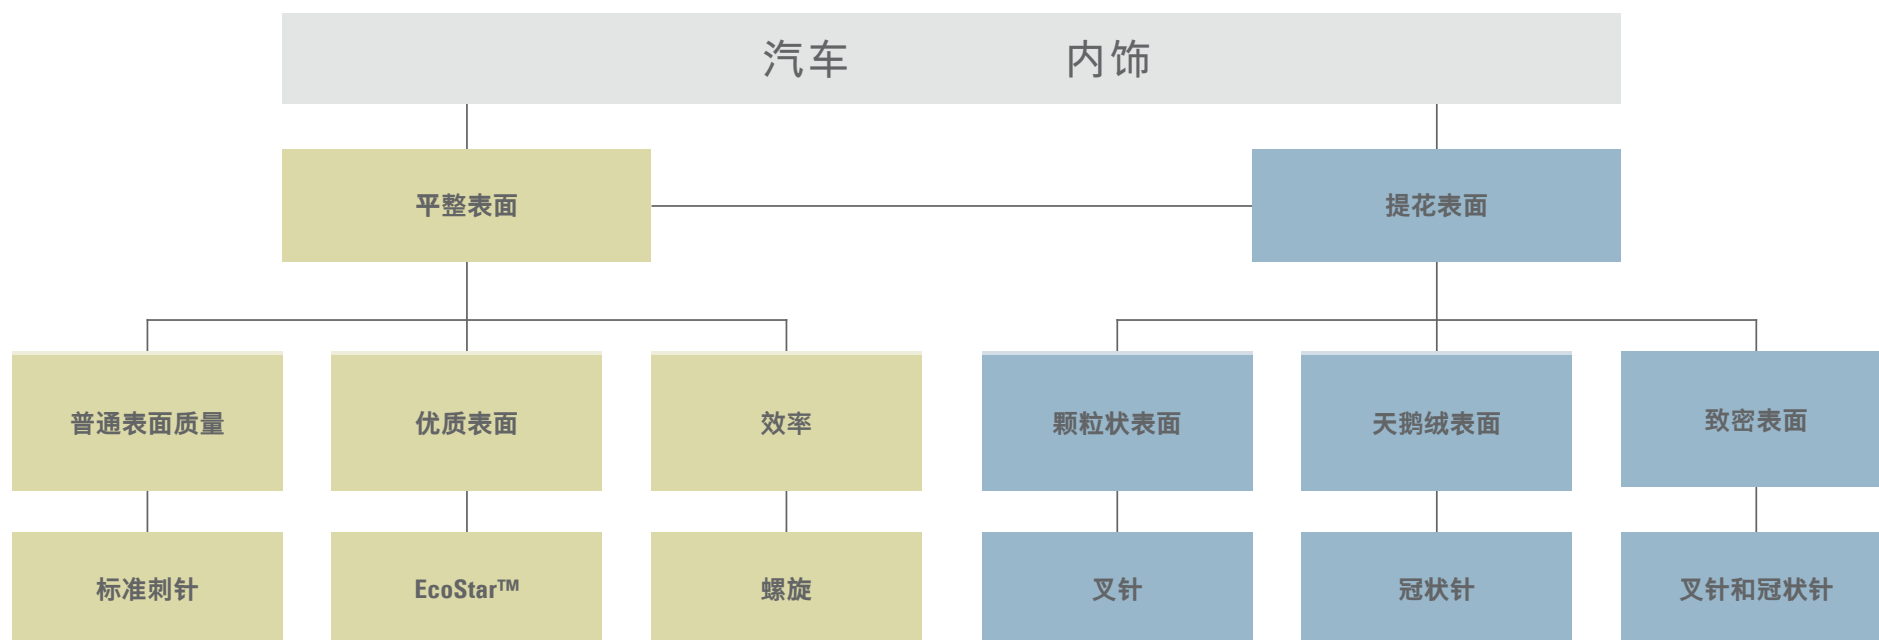 汽车 内饰
平整表面
提花表面
普通表面质量
优质表面
效率
颗粒状表面
天鹅绒表面
致密表面
标准刺针
EcoStar™
螺旋
叉针
冠状针
叉针和冠状针